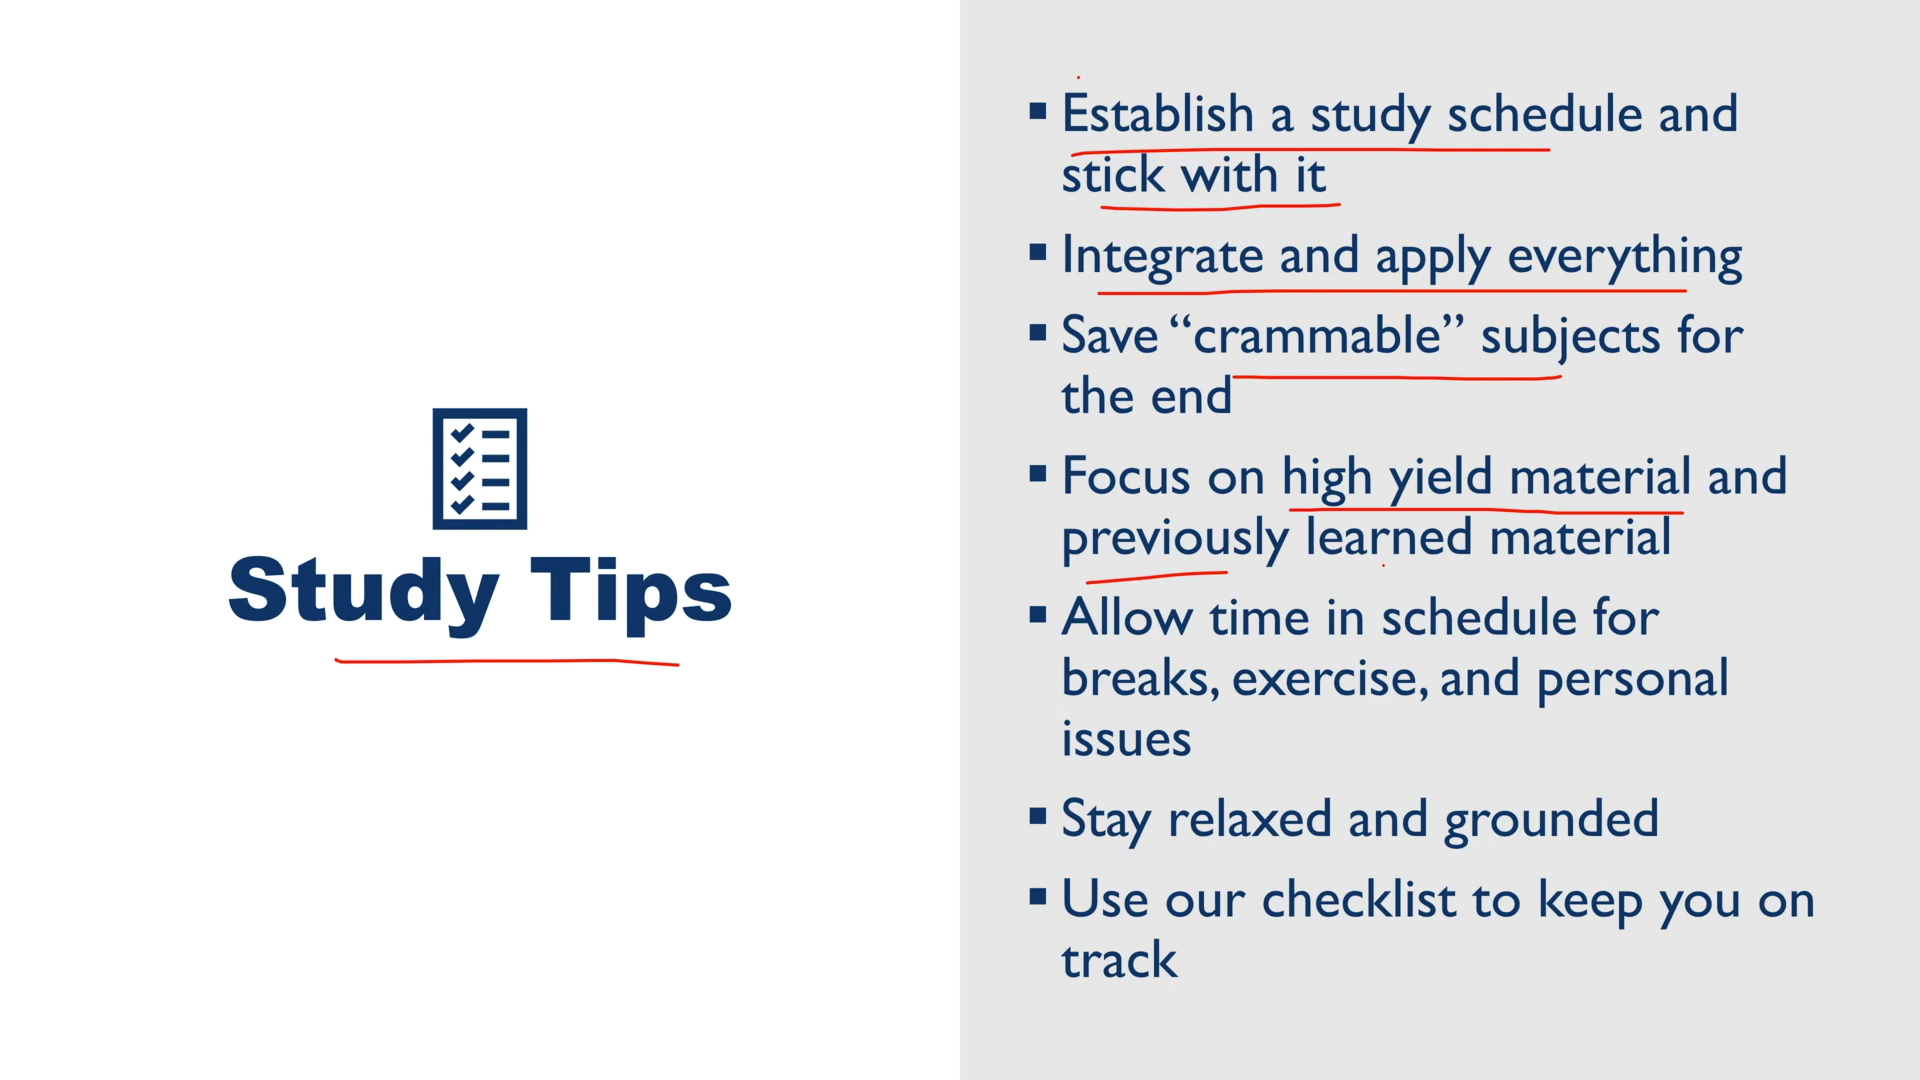 Study Tips
▪ Establish a study schedule and
stick with it
▪ Integrate and apply everything
▪ Save “crammable” subjects for
the end
▪ Focus on high yield material and
previously learned material
▪ Allow time in schedule for
breaks, exercise, and personal
issues
▪ Stay relaxed and grounded
▪ Use our checklist to keep you on
track